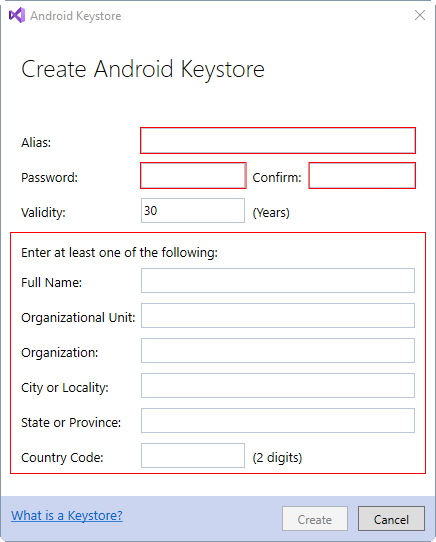 Android Keystore
Create Android Keystore
Alias:
Password: Confirm:
Validity: 30 (Years)
Enter at least one of the following:
Full Name:
Organizational Unit:
Organization:
City or Locality:
State or Province:
Country Code: (2 digits)
What is a Keystore? Create Cancel